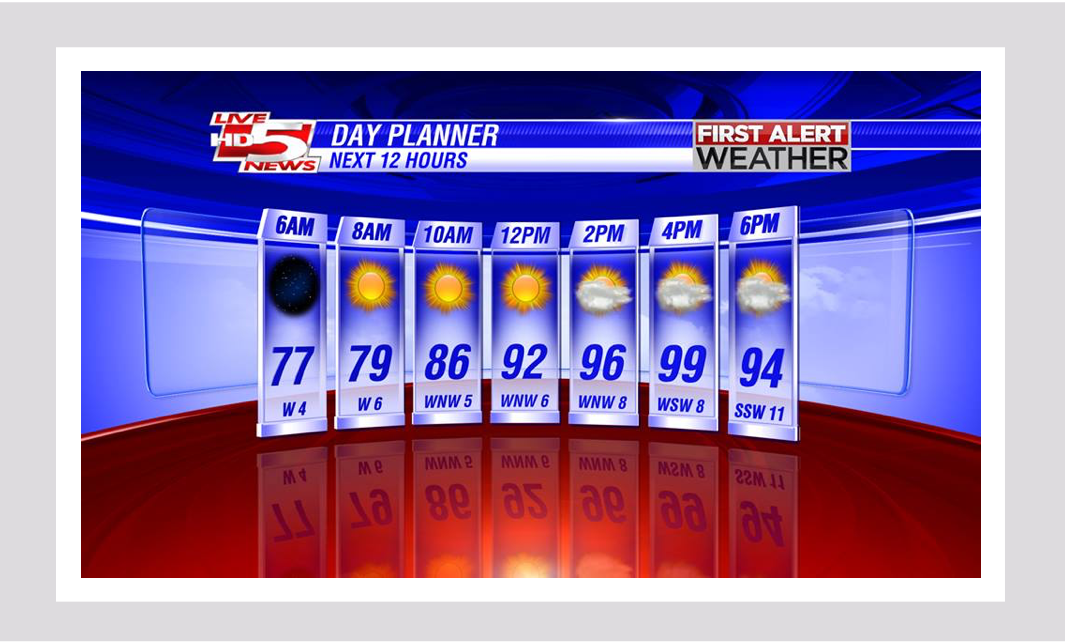 LIVE
HD 5
NEWS
DAY PLANNER
NEXT 12 HOURS
FIRST ALERT
WEATHER
6AM 8AM 10AM 12PM 2PM 4PM 6PM
77 79 86 92 96 99 94
W 4 W 6 WNW 5 WNW 6 WNW 8 WSW 8 SSW 11